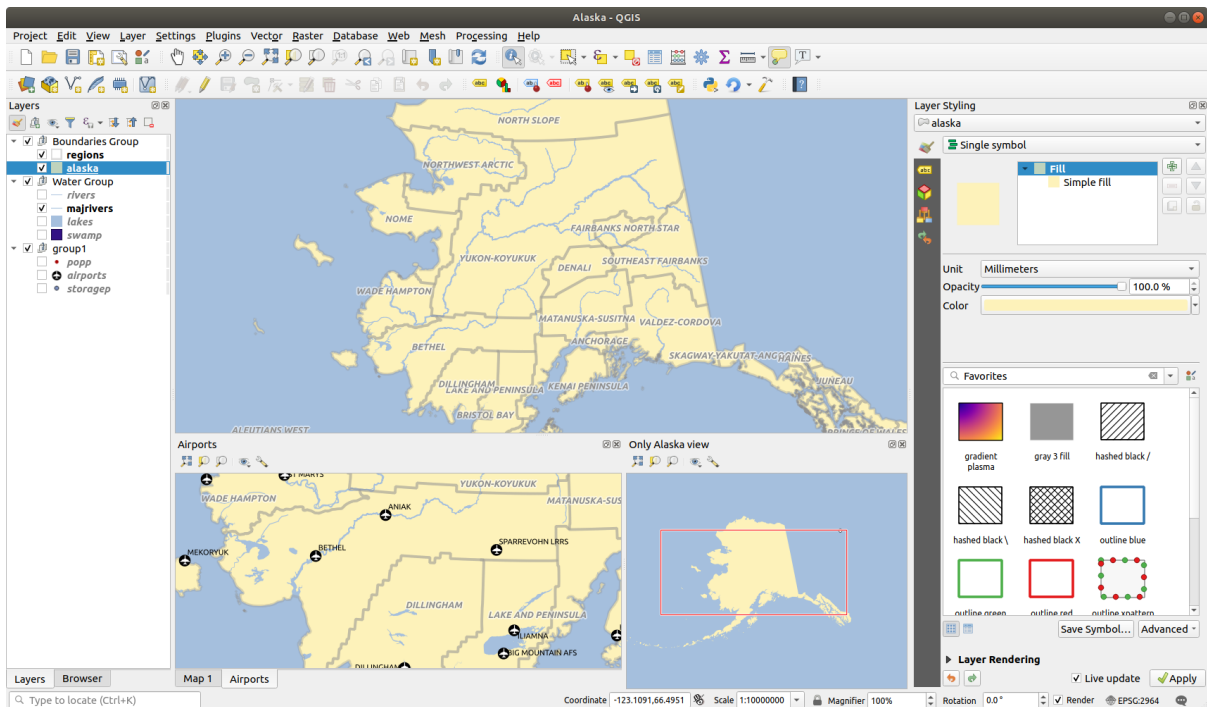 Alaska - QGIS
Project Edit View Layer Settings Plugins Vector Raster Database Web Mesh Processing Help
Layers
Boundaries Group
regions
alaska
Water Group
rivers
majrivers
lakes
swamp
group1
popp
airports
storagep
NORTH SLOPE
NORTHWEST ARCTIC
NOME
FAIRBANKS NORTH STAR
YUKON-KOYUKUK
SOUTHEAST FAIRBANKS
DENALI
WADE HAMPTON
MATANUSKA-SUSITNA
VALDEZ-CORDOVA
BETHEL
ANCHORAGE
SKAGWAY-YAKUTAT-ANGOON
HAINES
DILLINGHAM
LAKE AND PENINSULA
KENAI PENINSULA
JUNEAU
BRISTOL BAY
ALEUTIANS WEST
PRINCE OF WALES
Airports
ST MARYS
YUKON-KOYUKUK
WADE HAMPTON
MATANUSKA-SUS
ANIAK
SPARREVOHN LRRS
BETHEL
MEKORYUK
DILLINGHAM
LAKE AND PENINSULA
ILIAMNA
BIG MOUNTAIN AFS
DILLINGHAM
Only Alaska view
Layer Styling
alaska
Single symbol
abc
Fill
Simple fill
Unit Millimeters
Opacity 100.0 %
Color
Favorites
gradient plasma
gray 3 fill
hashed black /
hashed black \
hashed black X
outline blue
outline green
outline red
outline xpattern
Save Symbol... Advanced
Layer Rendering
Live update Apply
Layers Browser
Map 1 Airports
Type to locate (Ctrl+K)
Coordinate -123.1091,66.4951 Scale 1:10000000 Magnifier 100% Rotation 0.0 ° Render EPSG:2964